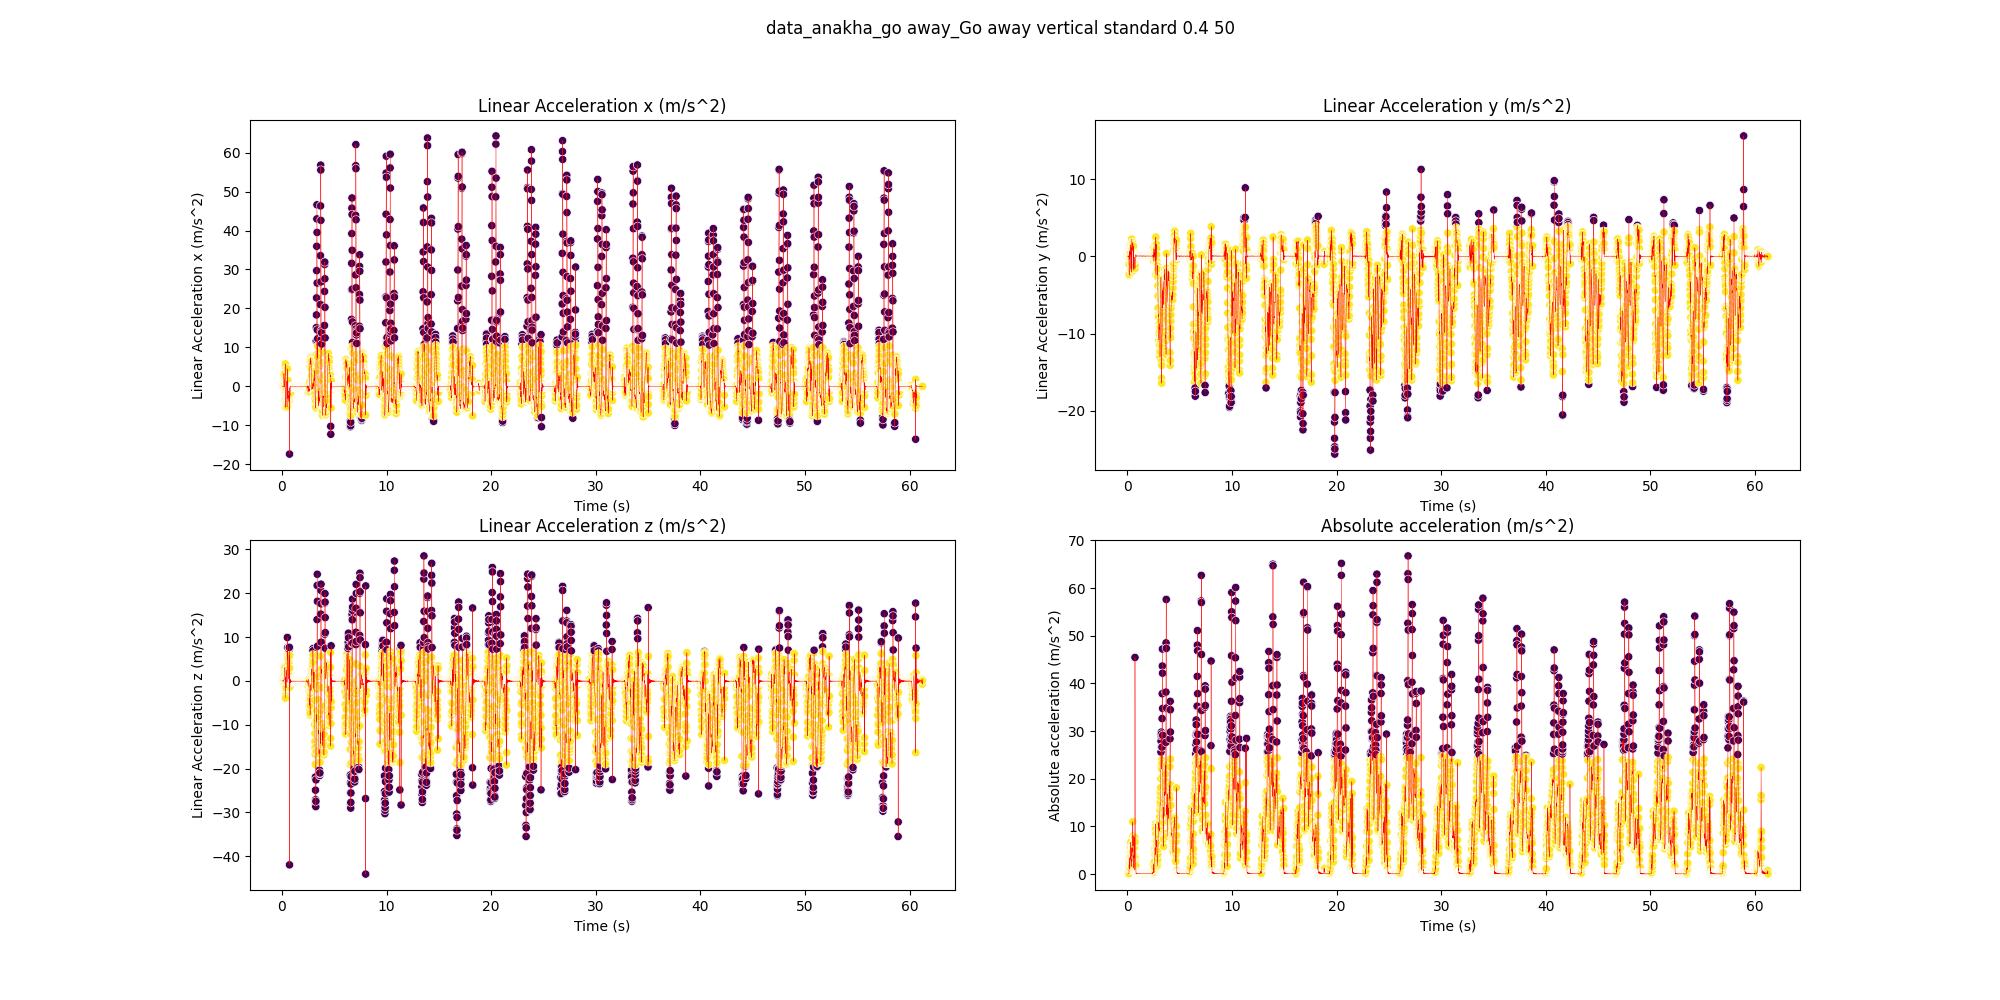 data_anakha_go away_Go away vertical standard 0.4 50
Linear Acceleration x (m/s^2)
Linear Acceleration x (m/s^2)
60
50
40
30
20
10
0
−10
−20
0 10 20 30 40 50 60
Time (s)
Linear Acceleration y (m/s^2)
Linear Acceleration y (m/s^2)
10
0
−10
−20
0 10 20 30 40 50 60
Time (s)
Linear Acceleration z (m/s^2)
Linear Acceleration z (m/s^2)
30
20
10
0
−10
−20
−30
−40
0 10 20 30 40 50 60
Time (s)
Absolute acceleration (m/s^2)
Absolute acceleration (m/s^2)
70
60
50
40
30
20
10
0
0 10 20 30 40 50 60
Time (s)